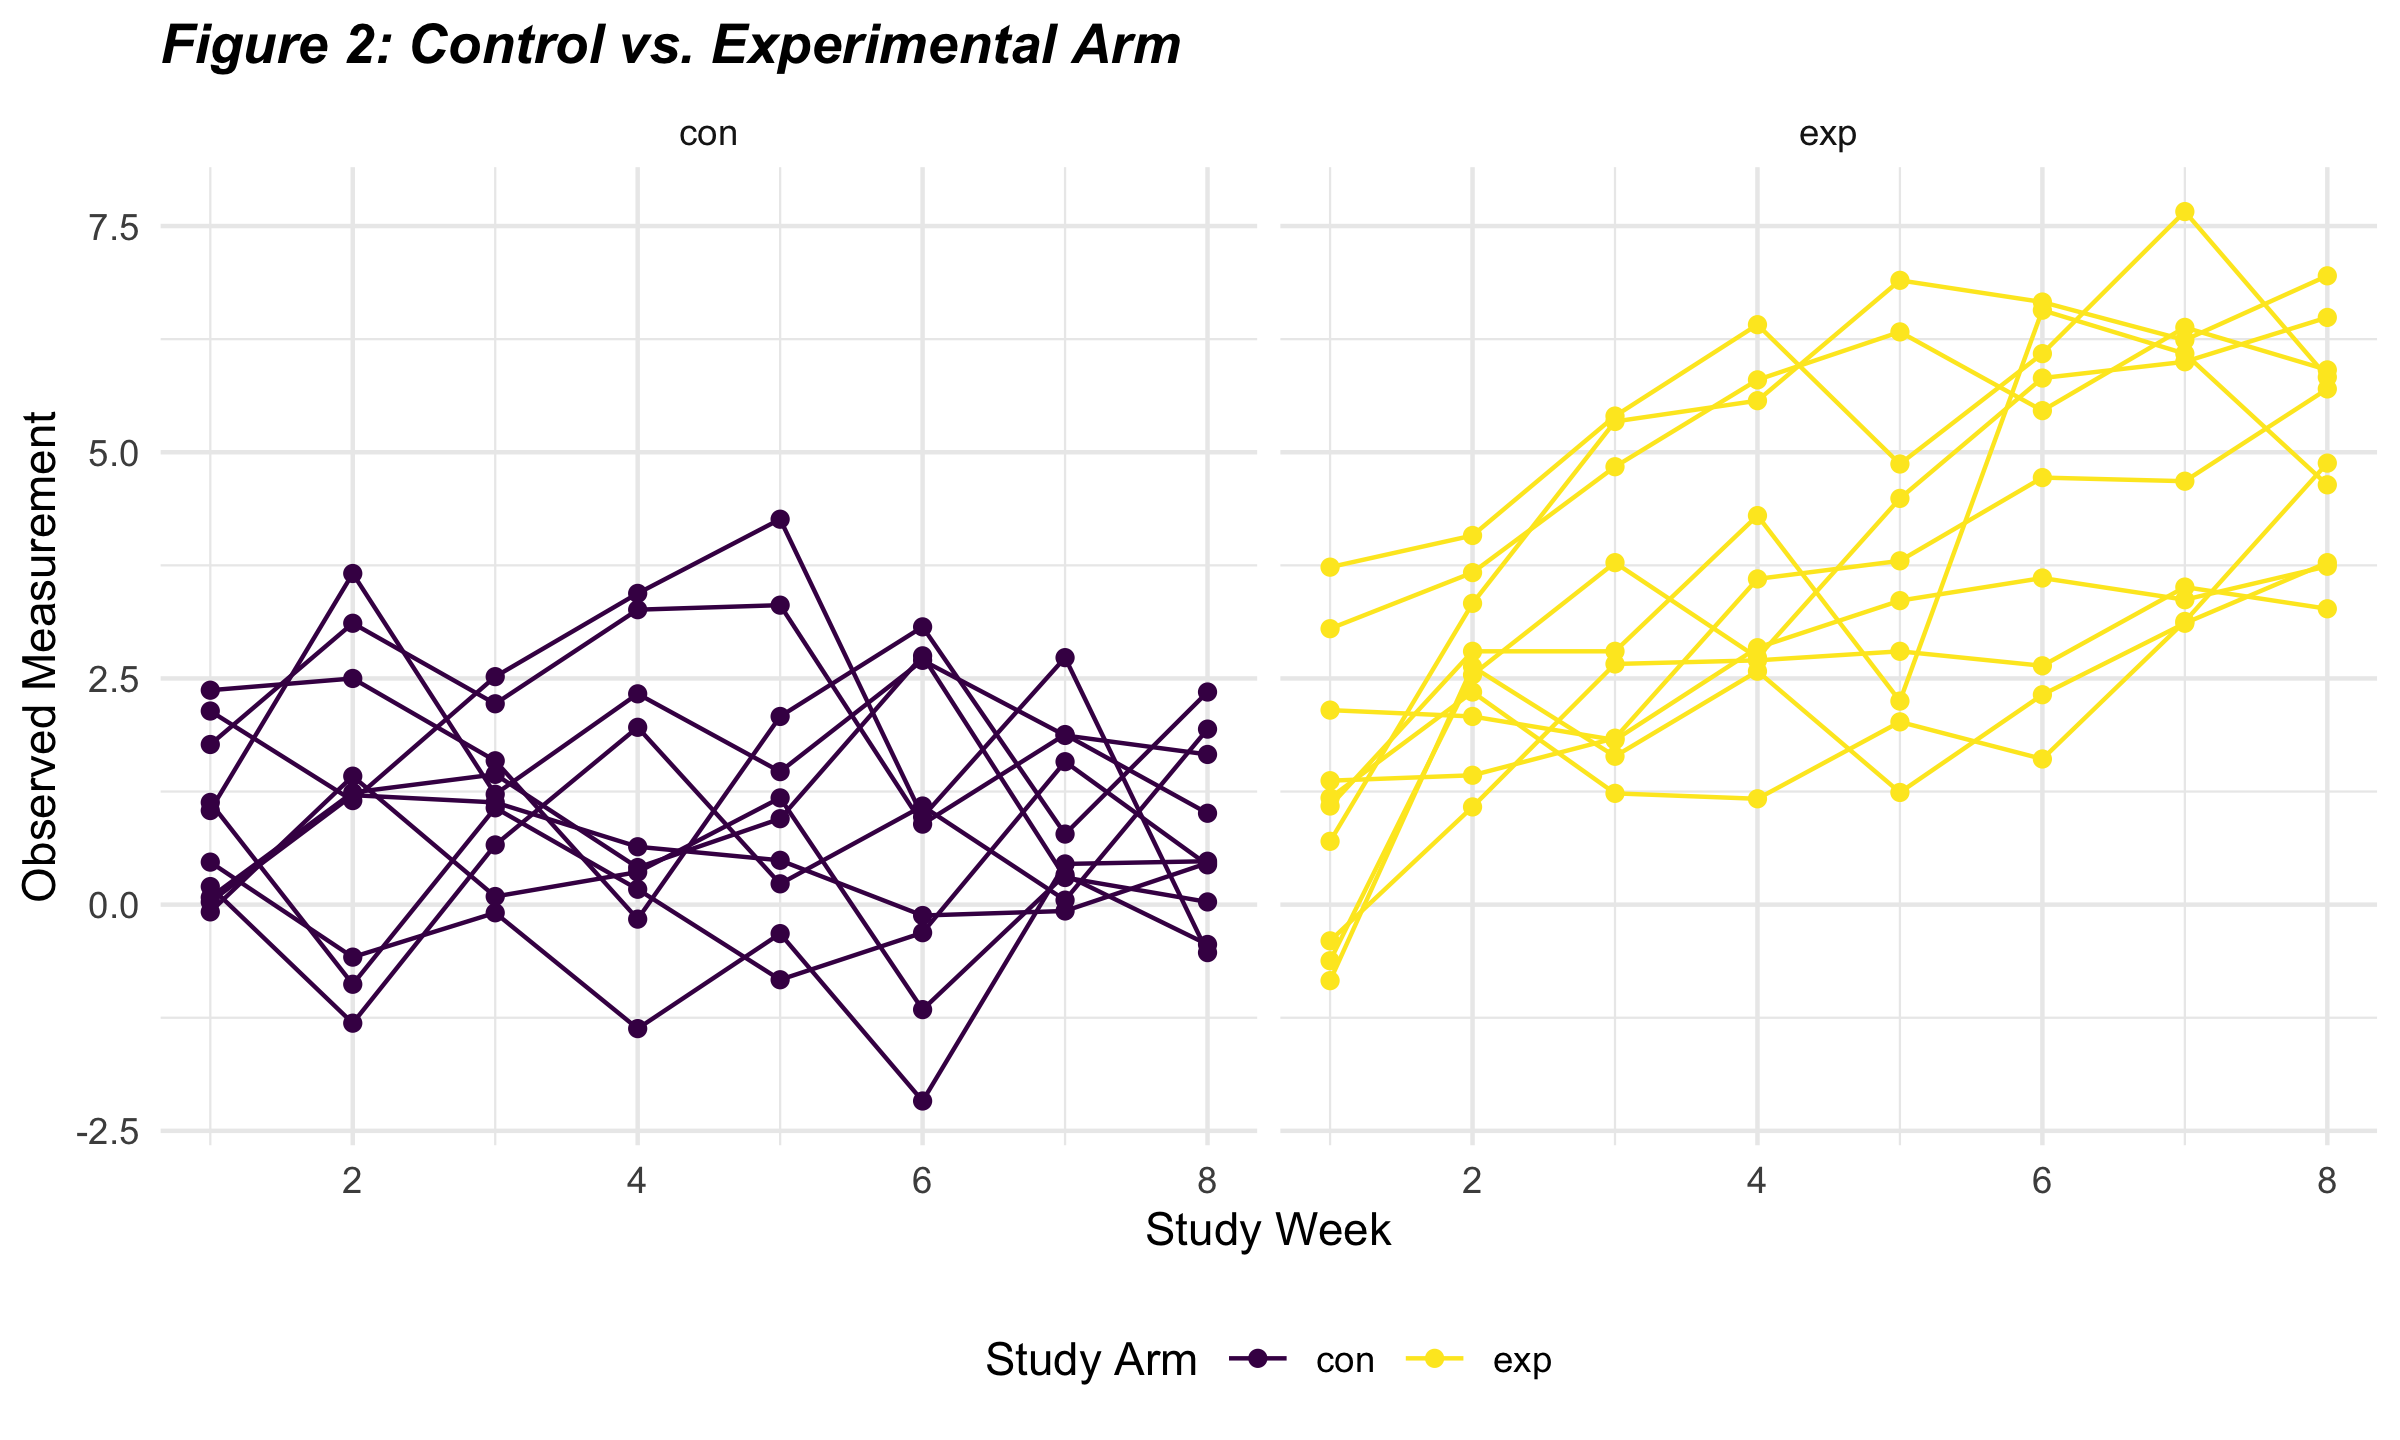 Figure 2: Control vs. Experimental Arm
con exp
7.5
5.0
2.5
0.0
-2.5
Observed Measurement
2 4 6 8 2 4 6 8
Study Week
Study Arm con exp